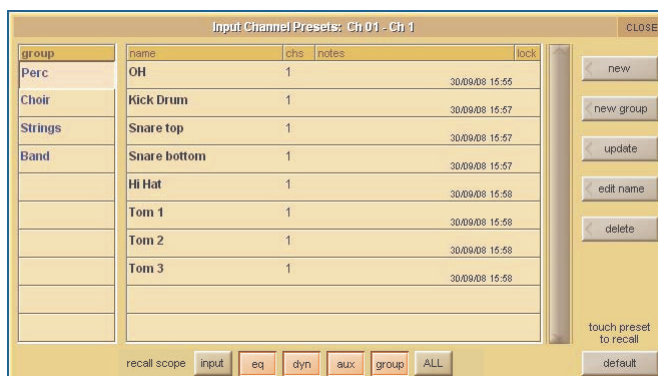 Input Channel Presets: Ch 01 - Ch 1
CLOSE
group
Perc
Choir
Strings
Band
name chs notes lock
OH 1 30/09/08 15:55
Kick Drum 1 30/09/08 15:57
Snare top 1 30/09/08 15:57
Snare bottom 1 30/09/08 15:57
Hi Hat 1 30/09/08 15:58
Tom 1 1 30/09/08 15:58
Tom 2 1 30/09/08 15:58
Tom 3 1 30/09/08 15:58
new
new group
update
edit name
delete
touch preset
to recall
default
recall scope input eq dyn aux group ALL